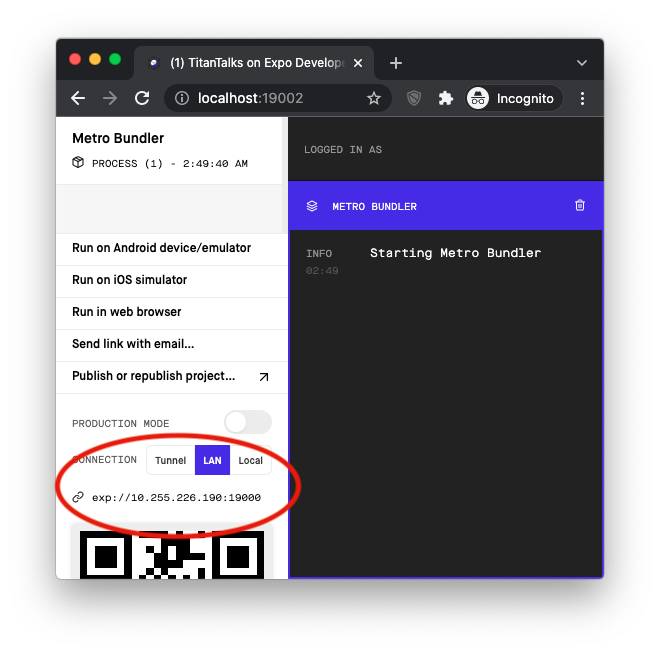 (1) TitanTalks on Expo Develope
localhost:19002
Incognito
Metro Bundler
PROCESS (1) - 2:49:40 AM
Run on Android device/emulator
Run on iOS simulator
Run in web browser
Send link with email...
Publish or republish project...
PRODUCTION MODE
CONNECTION
Tunnel
LAN
Local
exp://10.255.226.190:19000
LOGGED IN AS
METRO BUNDLER
INFO
Starting Metro Bundler
02:49